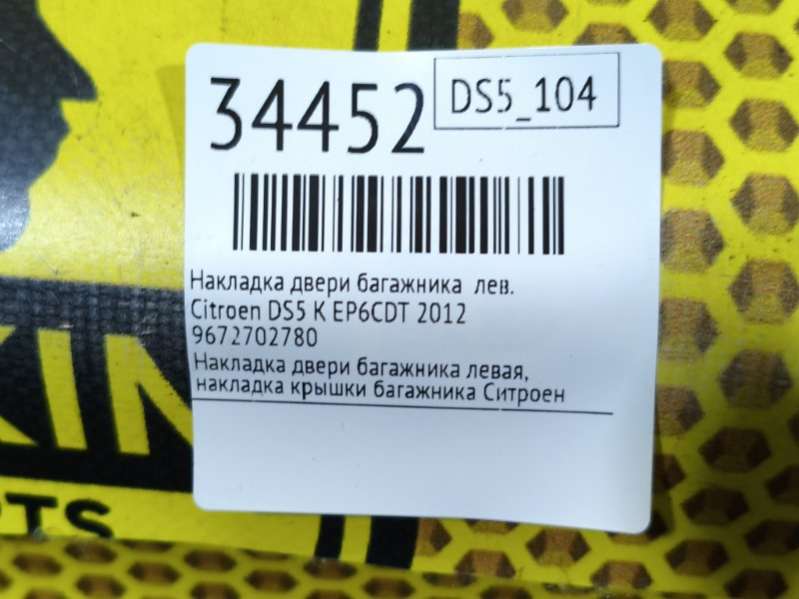 34452
DS5_104
Накладка двери багажника лев.
Citroen DS5 K EP6CDT 2012
9672702780
Накладка двери багажника левая,
накладка крышки багажника Ситроен